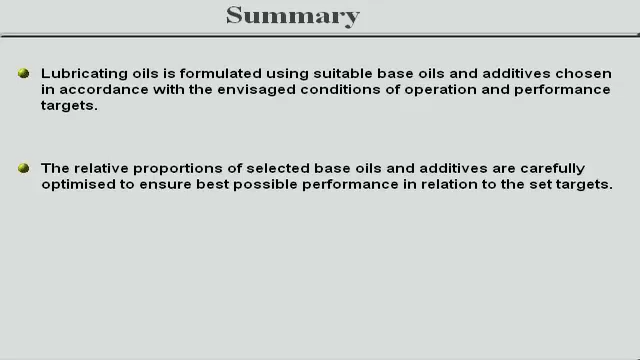 Summary
Lubricating oils is formulated using suitable base oils and additives chosen
in accordance with the envisaged conditions of operation and performance
targets.
The relative proportions of selected base oils and additives are carefully
optimised to ensure best possible performance in relation to the set targets.